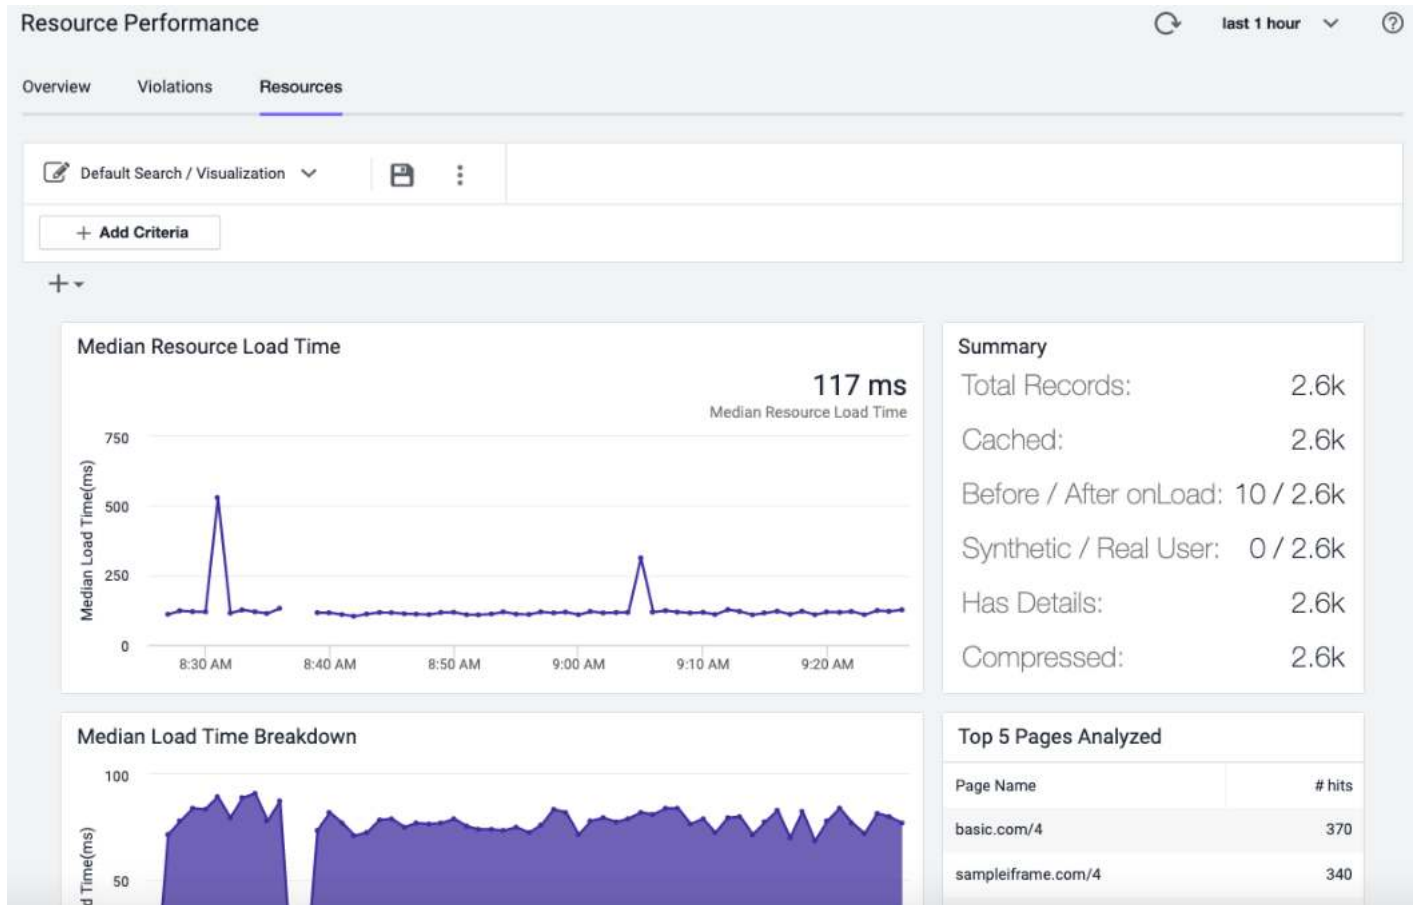 Resource Performance
last 1 hour
Overview Violations Resources
Default Search / Visualization
+ Add Criteria
Median Resource Load Time
117 ms
Median Resource Load Time
Median Load Time(ms)
750
500
250
0
8:30 AM 8:40 AM 8:50 AM 9:00 AM 9:10 AM 9:20 AM
Summary
Total Records: 2.6k
Cached: 2.6k
Before / After onLoad: 10 / 2.6k
Synthetic / Real User: 0 / 2.6k
Has Details: 2.6k
Compressed: 2.6k
Median Load Time Breakdown
100
50
Time(ms)
Top 5 Pages Analyzed
Page Name # hits
basic.com/4 370
sampleiframe.com/4 340